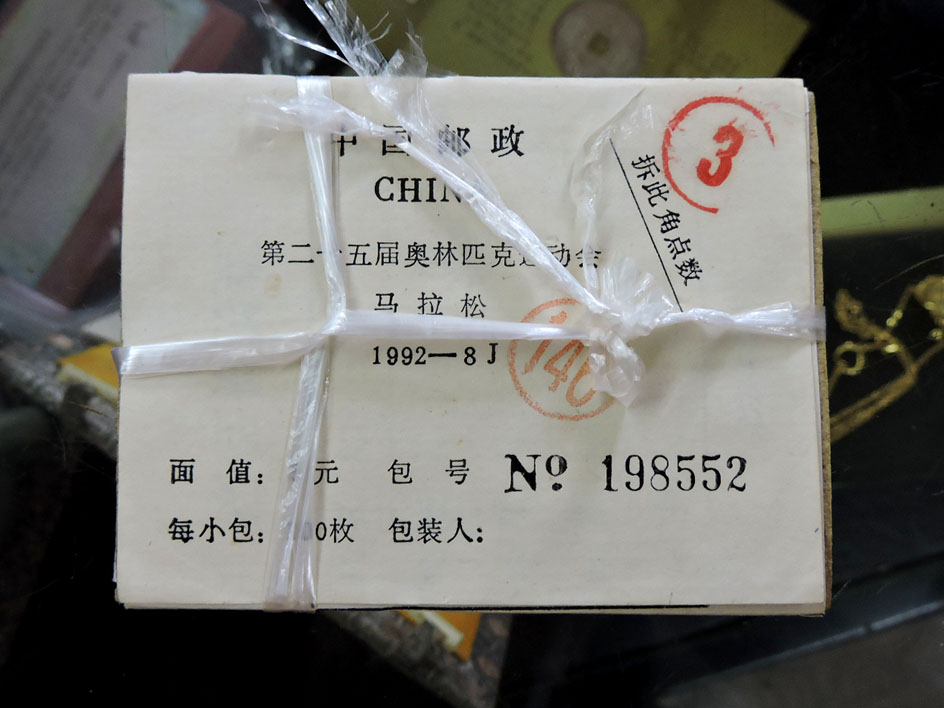 中国邮政
CHIN
第二十五届奥林匹克运动会
马拉松
1992—8J
面值: 元 包号 № 198552
每小包: 0枚 包装人:
3
拆此角点数
140